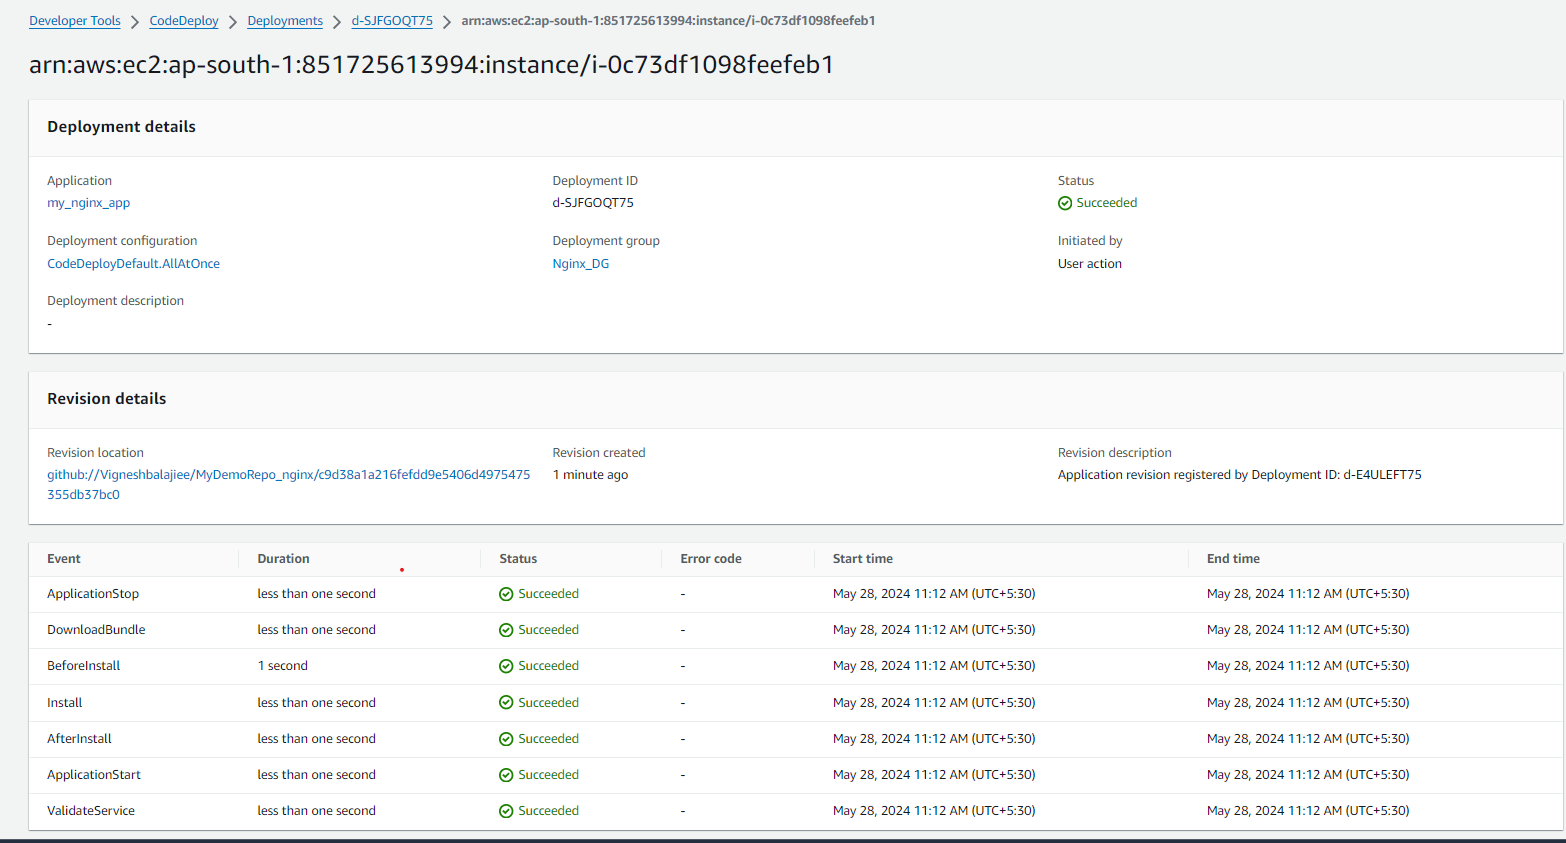 Developer Tools > CodeDeploy > Deployments > d-SJFGOQT75 > arn:aws:ec2:ap-south-1:851725613994:instance/i-0c73df1098feefeb1
arn:aws:ec2:ap-south-1:851725613994:instance/i-0c73df1098feefeb1
Deployment details
Application Deployment ID Status
my_nginx_app d-SJFGOQT75 Succeeded
Deployment configuration Deployment group Initiated by
CodeDeployDefault.AllAtOnce Nginx_DG User action
Deployment description
-
Revision details
Revision location Revision created Revision description
github://Vigneshbalajiee/MyDemoRepo_nginx/c9d38a1a216fefdd9e5406d4975475 1 minute ago Application revision registered by Deployment ID: d-E4ULEFT75
355db37bc0
Event Duration Status Error code Start time End time
ApplicationStop less than one second Succeeded - May 28, 2024 11:12 AM (UTC+5:30) May 28, 2024 11:12 AM (UTC+5:30)
DownloadBundle less than one second Succeeded - May 28, 2024 11:12 AM (UTC+5:30) May 28, 2024 11:12 AM (UTC+5:30)
BeforeInstall 1 second Succeeded - May 28, 2024 11:12 AM (UTC+5:30) May 28, 2024 11:12 AM (UTC+5:30)
Install less than one second Succeeded - May 28, 2024 11:12 AM (UTC+5:30) May 28, 2024 11:12 AM (UTC+5:30)
AfterInstall less than one second Succeeded - May 28, 2024 11:12 AM (UTC+5:30) May 28, 2024 11:12 AM (UTC+5:30)
ApplicationStart less than one second Succeeded - May 28, 2024 11:12 AM (UTC+5:30) May 28, 2024 11:12 AM (UTC+5:30)
ValidateService less than one second Succeeded - May 28, 2024 11:12 AM (UTC+5:30) May 28, 2024 11:12 AM (UTC+5:30)